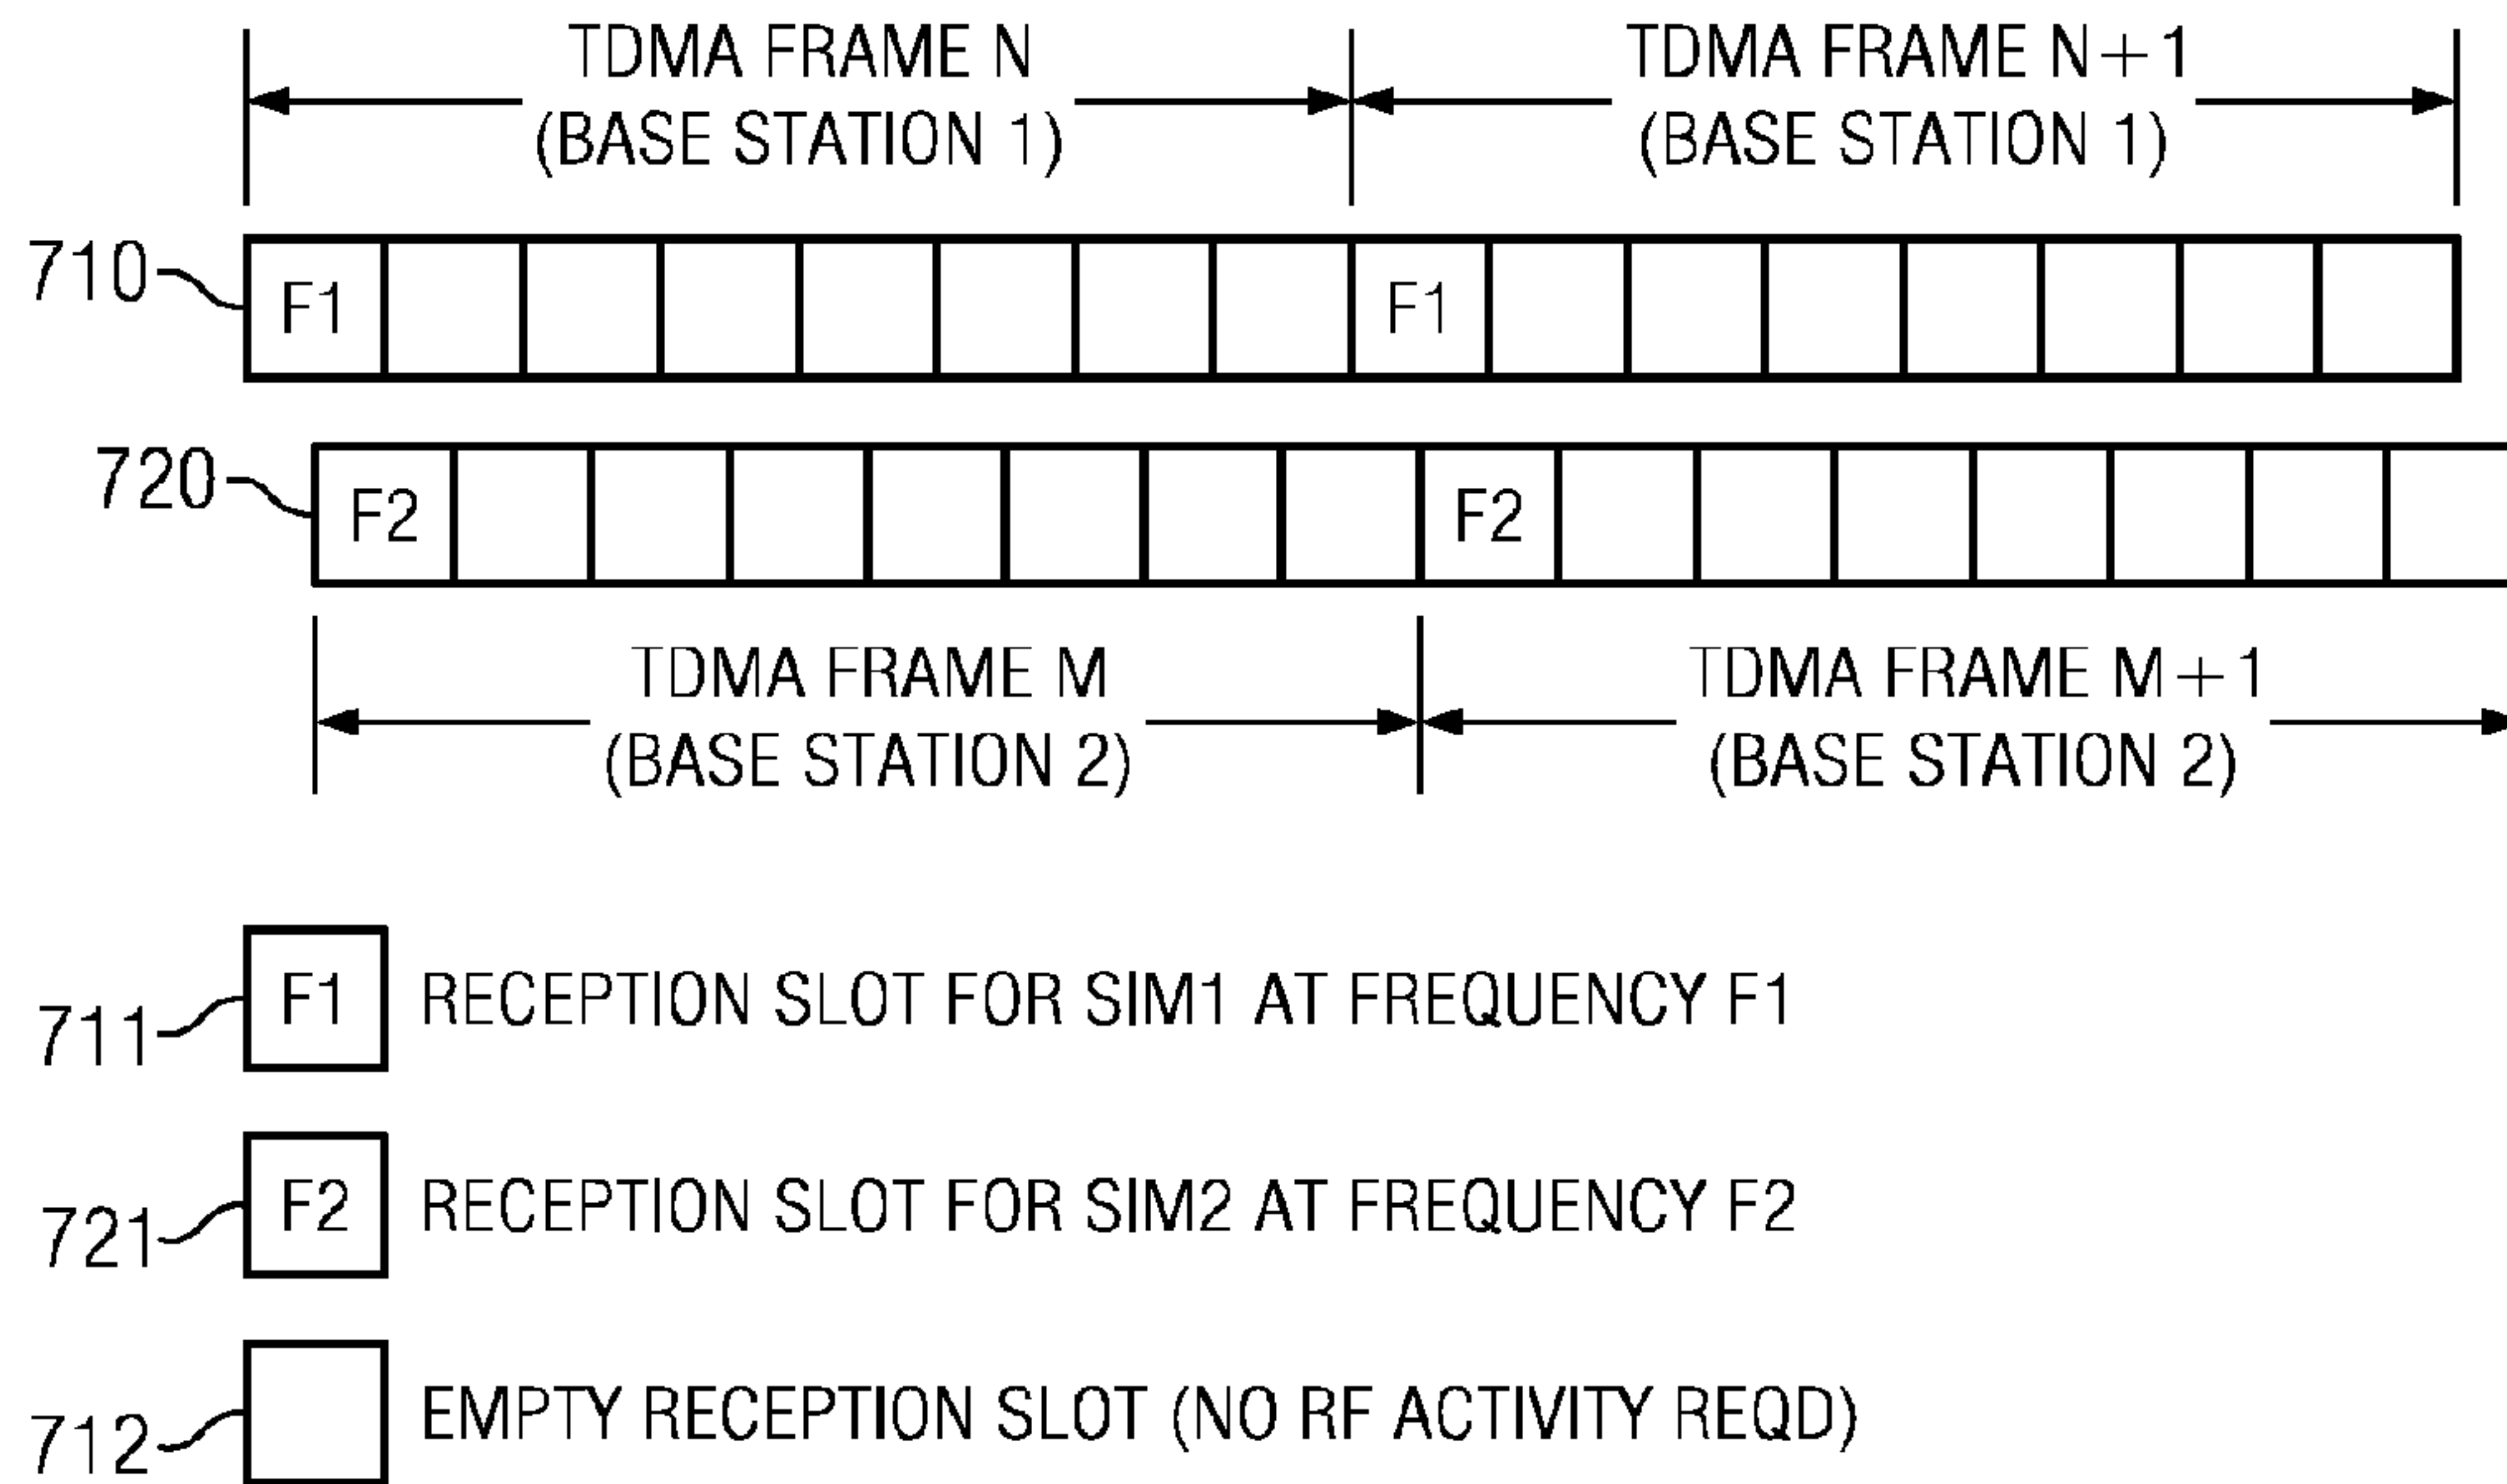 TDMA FRAME N
(BASE STATION 1)
TDMA FRAME N+1
(BASE STATION 1)
710
F1
F1
720
F2
F2
TDMA FRAME M
(BASE STATION 2)
TDMA FRAME M+1
(BASE STATION 2)
711
F1
RECEPTION SLOT FOR SIM1 AT FREQUENCY F1
721
F2
RECEPTION SLOT FOR SIM2 AT FREQUENCY F2
712
EMPTY RECEPTION SLOT (NO RF ACTIVITY REQD)